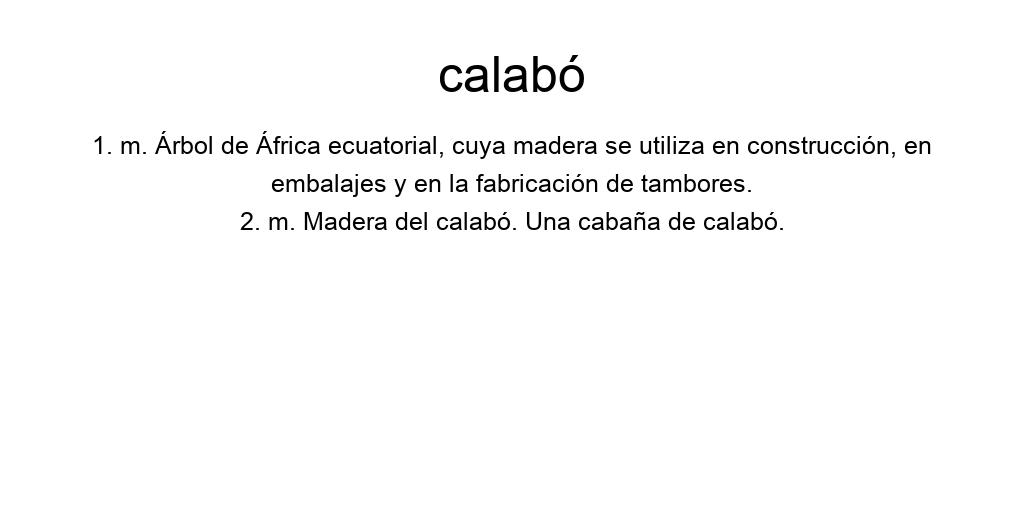 calabó
1. m. Árbol de África ecuatorial, cuya madera se utiliza en construcción, en
embalajes y en la fabricación de tambores.
2. m. Madera del calabó. Una cabaña de calabó.